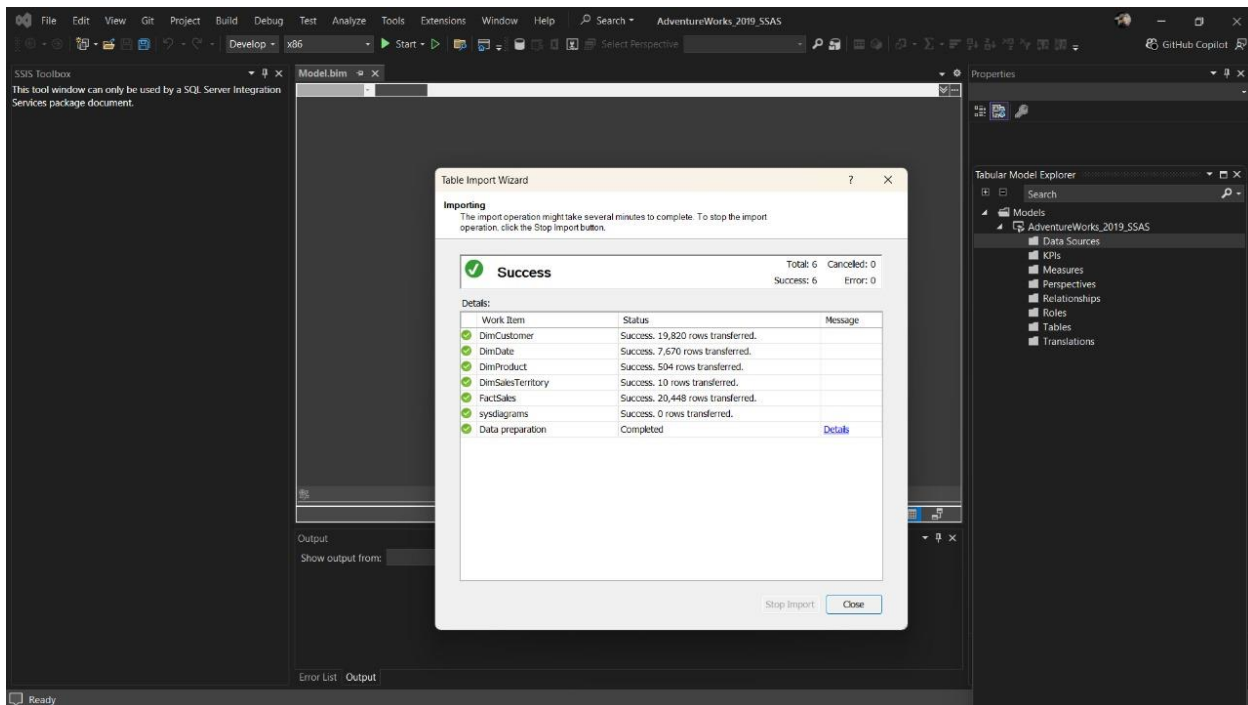 File Edit View Git Project Build Debug Test Analyze Tools Extensions Window Help Search AdventureWorks_2019_SSAS
Develop x86 Start Select Perspective GitHub Copilot
SSIS Toolbox
This tool window can only be used by a SQL Server Integration
Services package document.
Model.bim
Table Import Wizard ?
Importing
The import operation might take several minutes to complete. To stop the import
operation, click the Stop Import button.
Success
Total: 6 Canceled: 0
Success: 6 Error: 0
Details:
Work Item Status Message
DimCustomer Success. 19,820 rows transferred.
DimDate Success. 7,670 rows transferred.
DimProduct Success. 504 rows transferred.
DimSalesTerritory Success. 10 rows transferred.
FactSales Success. 20,448 rows transferred.
sysdiagrams Success. 0 rows transferred.
Data preparation Completed Details
Stop Import Close
Output
Show output from:
Error List Output
Properties
Tabular Model Explorer
Search
Models
AdventureWorks_2019_SSAS
Data Sources
KPIs
Measures
Perspectives
Relationships
Roles
Tables
Translations
Ready